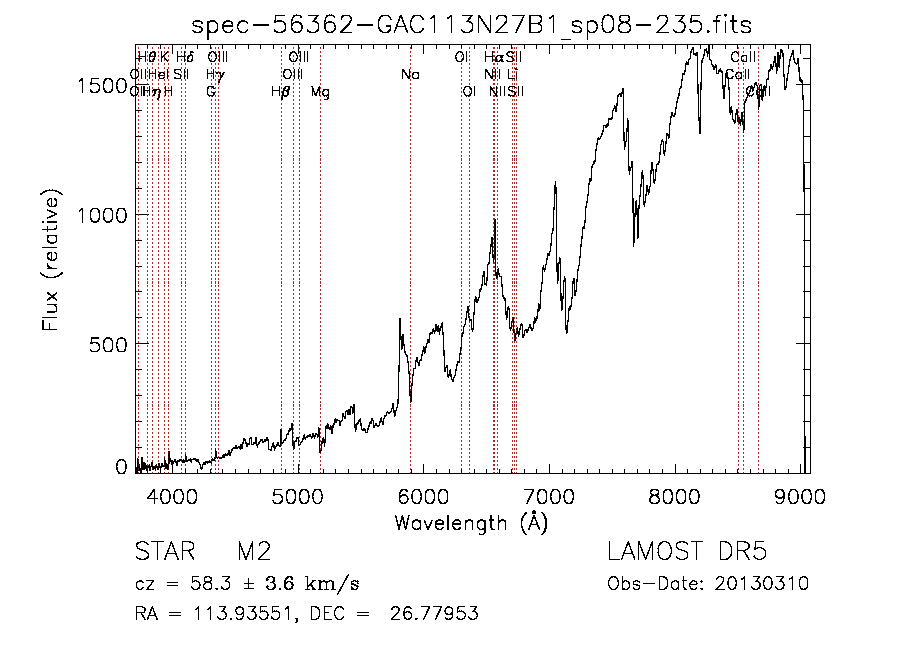 spec-56362-GAC113N27B1_sp08-235.fits
Hθ K Hδ OIII OIII OI Hα SII CaII
OII HeI SII Hγ OIII Na NII Li CaII
OII Hη H G Hβ Mg OI NII SII CaII
1500
1000
500
0
Flux (relative)
4000 5000 6000 7000 8000 9000
Wavelength (Å)
STAR M2 LAMOST DR5
cz = 58.3 ± 3.6 km/s Obs-Date: 20130310
RA = 113.93551, DEC = 26.77953